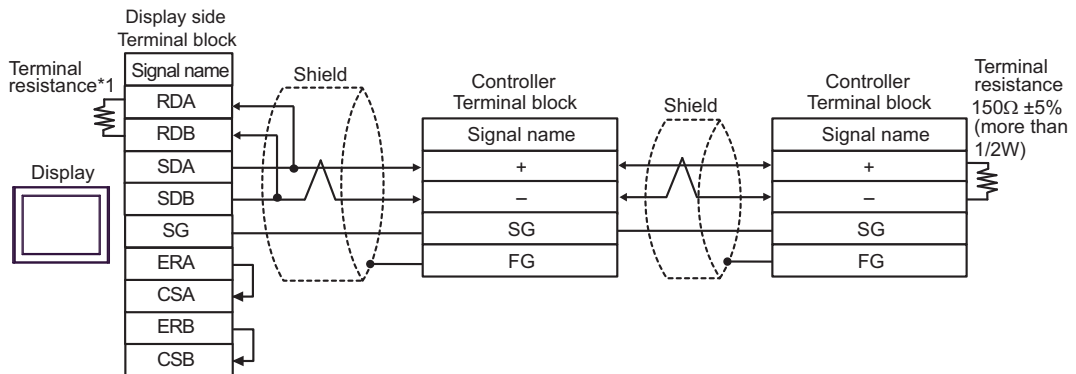 Display side
Terminal block
Signal name
RDA
RDB
SDA
SDB
SG
ERA
CSA
ERB
CSB
Terminal
resistance*1
Display
Shield
Controller
Terminal block
Signal name
+
–
SG
FG
Shield
Controller
Terminal block
Signal name
+
–
SG
FG
Terminal
resistance
150Ω ±5%
(more than
1/2W)